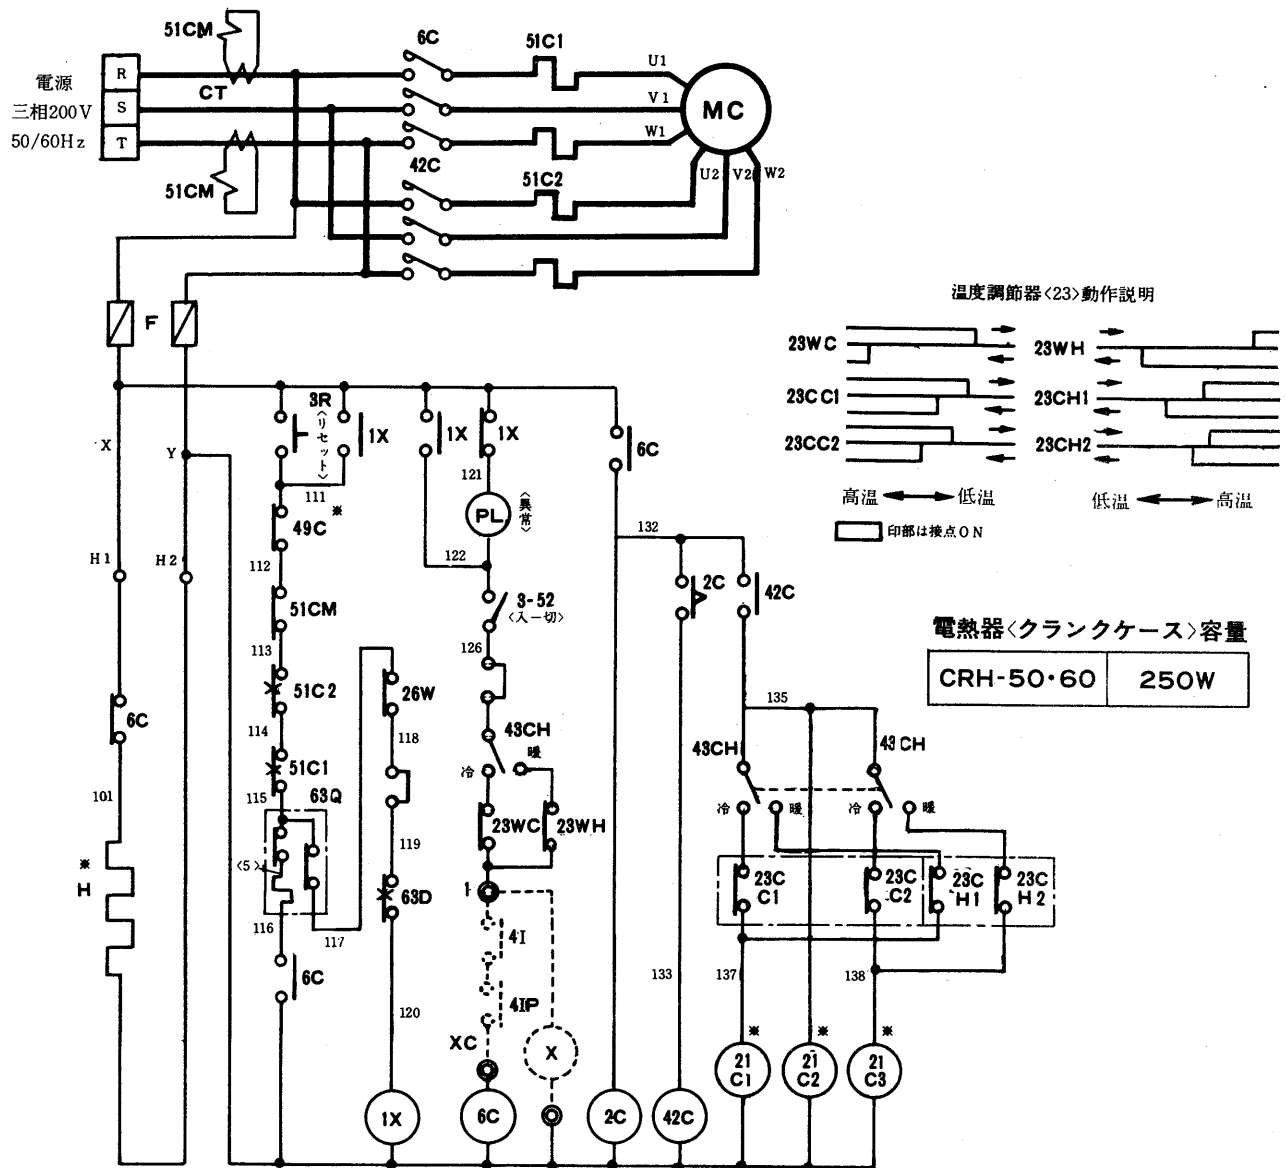 51CM
6C
51C1
U1
R
電源
CT
MC
三相200V
S
V1
50/60Hz
T
W1
42C
51CM
51C2
U2
V2
W2
温度調節器〈23〉動作説明
F
23WC
23WH
23CC1
23CH1
23CC2
23CH2
高温
低温
低温
高温
印部は接点ON
3R
〈リセット〉
1X
1X
1X
6C
X
Y
121
111
※
49C
PL
〈異常〉
132
122
H1
H2
112
2C
42C
51CM
3-52
〈入-切〉
113
126
電熱器〈クランクケース〉容量
CRH-50・60
250W
51C2
26W
135
6C
114
118
43CH
暖
43CH
43CH
51C1
冷
115
63Q
101
23WC
23WH
冷
暖
冷
暖
119
〈5〉
※
H
63D
1
23C
C1
23C
C2
23C
H1
23C
H2
116
117
4I
6C
133
137
138
4IP
120
XC
X
※
※
※
21
C1
21
C2
21
C3
1X
6C
2C
42C